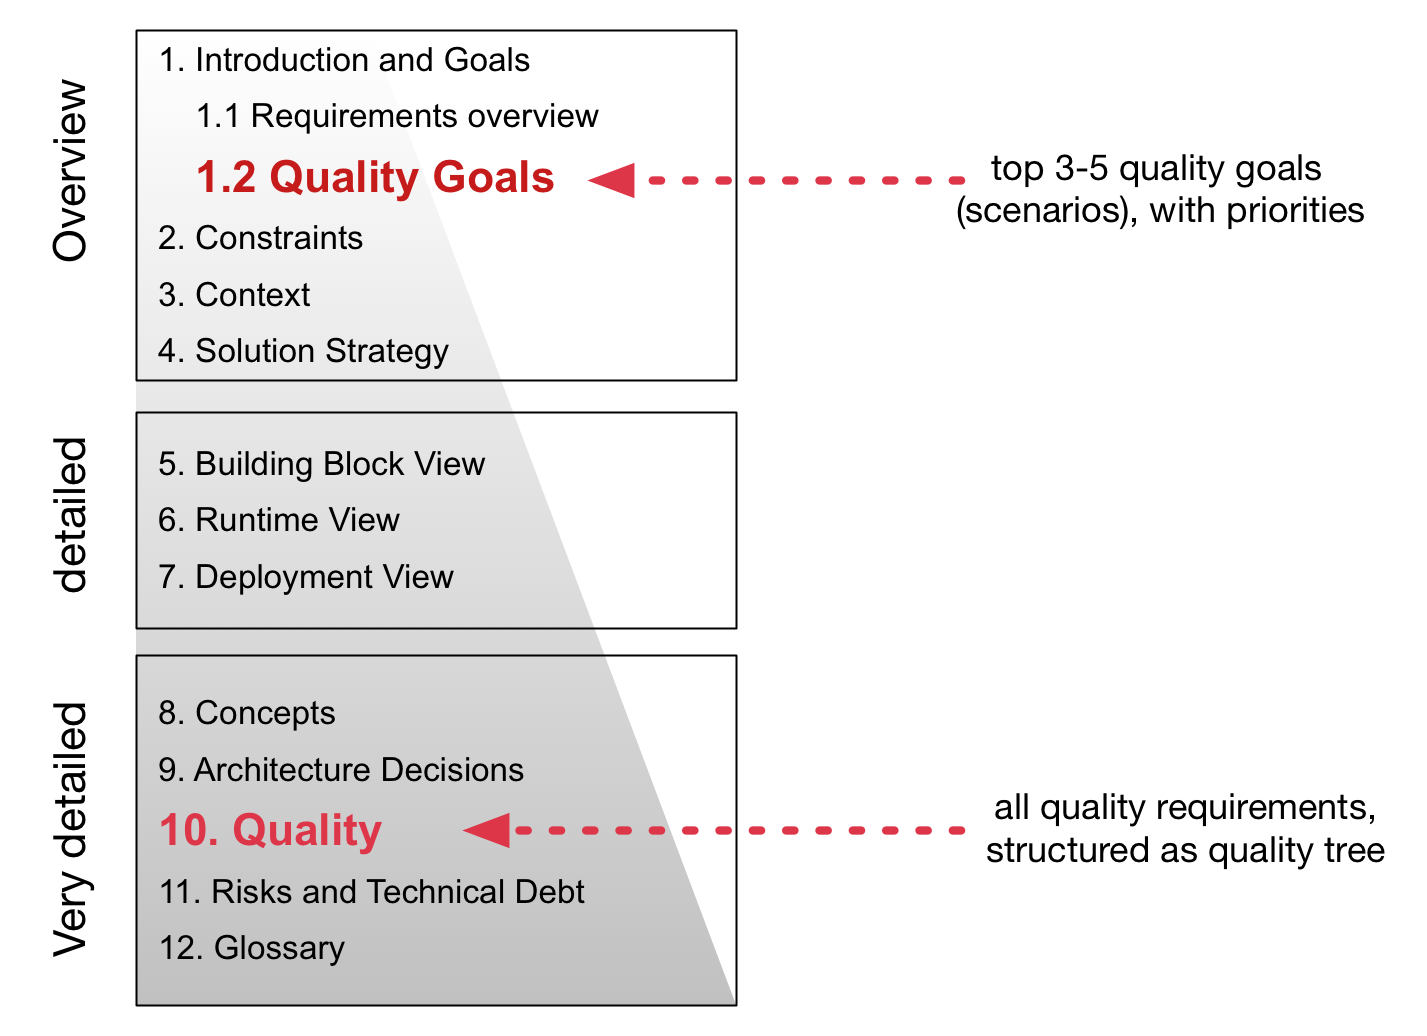 Overview
1. Introduction and Goals
1.1 Requirements overview
1.2 Quality Goals
top 3-5 quality goals
(scenarios), with priorities
2. Constraints
3. Context
4. Solution Strategy
detailed
5. Building Block View
6. Runtime View
7. Deployment View
Very detailed
8. Concepts
9. Architecture Decisions
10. Quality
all quality requirements,
structured as quality tree
11. Risks and Technical Debt
12. Glossary